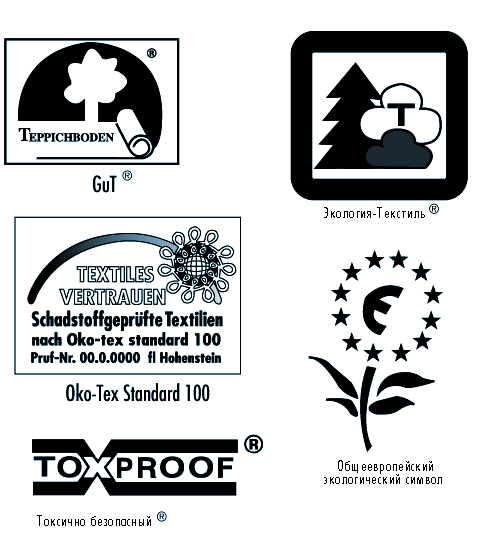 ®
TEPPICHBODEN
GuT ®
T
Экология-Текстиль ®
TEXTILES
VERTRAUEN
Schadstoffgeprüfte Textilien
nach Oko-tex standard 100
Pruf-Nr. 00.0.0000 fl Hohenstein
Oko-Tex Standard 100
€
Общеевропейский
экологический символ
TOXPROOF ®
Токсично безопасный ®